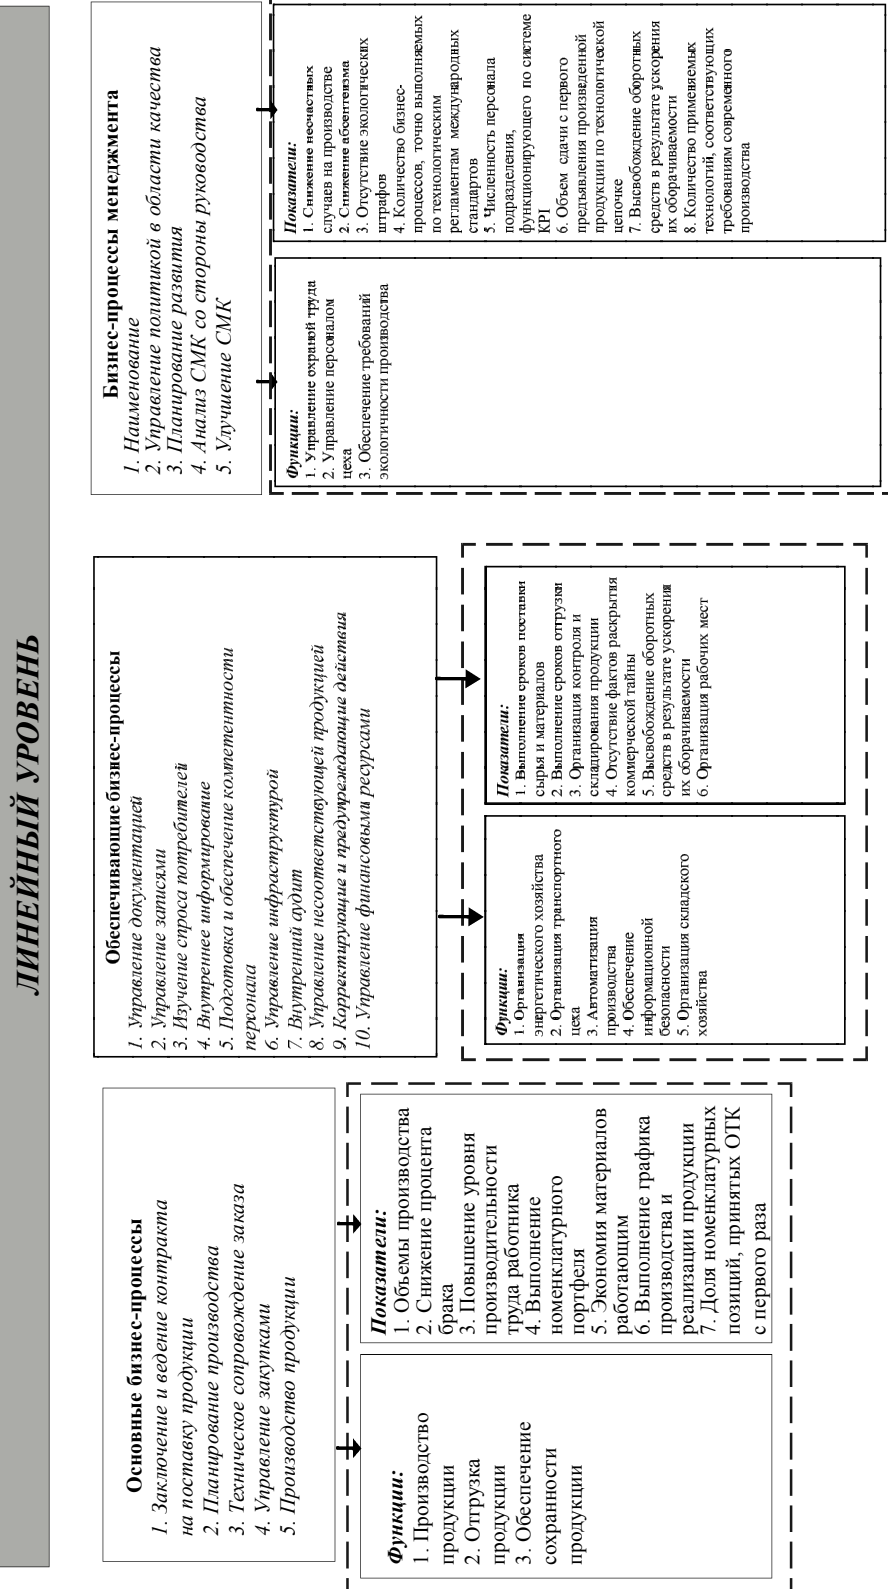 ЛИНЕЙНЫЙ УРОВЕНЬ
Основные бизнес-процессы
1. Заключение и ведение контракта
на поставку продукции
2. Планирование производства
3. Техническое сопровождение заказа
4. Управление закупками
5. Производство продукции
Функции:
1. Производство
продукции
2. Отгрузка
продукции
3. Обеспечение
сохранности
продукции
Показатели:
1. Объемы производства
2. Снижение процента
брака
3. Повышение уровня
производительности
труда работника
4. Выполнение
номенклатурного
портфеля
5. Экономия материалов
работающим
6. Выполнение графика
производства и
реализации продукции
7. Доля номенклатурных
позиций, принятых ОТК
с первого раза
Обеспечивающие бизнес-процессы
1. Управление документацией
2. Управление записями
3. Изучение спроса потребителей
4. Внутреннее информирование
5. Подготовка и обеспечение компетентности
персонала
6. Управление инфраструктурой
7. Внутренний аудит
8. Управление несоответствующей продукцией
9. Корректирующие и предупреждающие действия
10. Управление финансовыми ресурсами
Функции:
1. Организация
энергетического хозяйства
2. Организация транспортного
цеха
3. Автоматизация
производства
4. Обеспечение
информационной
безопасности
5. Организация складского
хозяйства
Показатели:
1. Выполнение сроков поставки
сырья и материалов
2. Выполнение сроков отгрузки
3. Организация контроля и
складирования продукции
4. Отсутствие фактов раскрытия
коммерческой тайны
5. Высвобождение оборотных
средств в результате ускорения
их оборачиваемости
6. Организация рабочих мест
Бизнес-процессы менеджмента
1. Наименование
2. Управление политикой в области качества
3. Планирование развития
4. Анализ СМК со стороны руководства
5. Улучшение СМК
Функции:
1. Управление охраной труда
2. Управление персоналом
цеха
3. Обеспечение требований
экологичности производства
Показатели:
1. Снижение несчастных
случаев на производстве
2. Снижение абсентеизма
3. Отсутствие экологических
штрафов
4. Количество бизнес-
процессов, точно выполняемых
по технологическим
регламентам международных
стандартов
5. Численность персонала
подразделения,
функционирующего по системе
KPI
6. Объем сдачи с первого
предъявления произведенной
продукции по технологической
цепочке
7. Высвобождение оборотных
средств в результате ускорения
их оборачиваемости
8. Количество применяемых
технологий, соответствующих
требованиям современного
производства